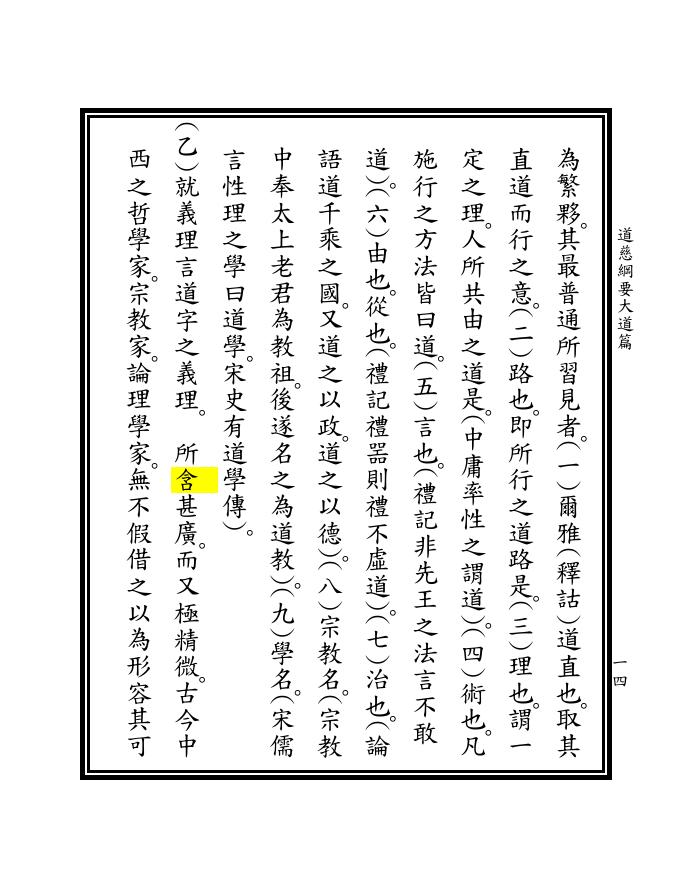 道慈綱要大道篇
一四
為繁夥。其最普通所習見者。(一)爾雅(釋詁)道直也。取其
直道而行之意。(二)路也。即所行之道路是。(三)理也。謂一
定之理。人所共由之道是。(中庸率性之謂道)。(四)術也。凡
施行之方法皆曰道。(五)言也。(禮記非先王之法言不敢
道)。(六)由也。從也。(禮記禮器則禮不虛道)。(七)治也。(論
語道千乘之國。又道之以政。道之以德)。(八)宗教名。(宗教
中奉太上老君為教祖。後遂名之為道教)。(九)學名。(宋儒
言性理之學曰道學。宋史有道學傳)。
(乙)就義理言道字之義理。　所含甚廣。而又極精微。古今中
西之哲學家。宗教家。論理學家。無不假借之以為形容其可